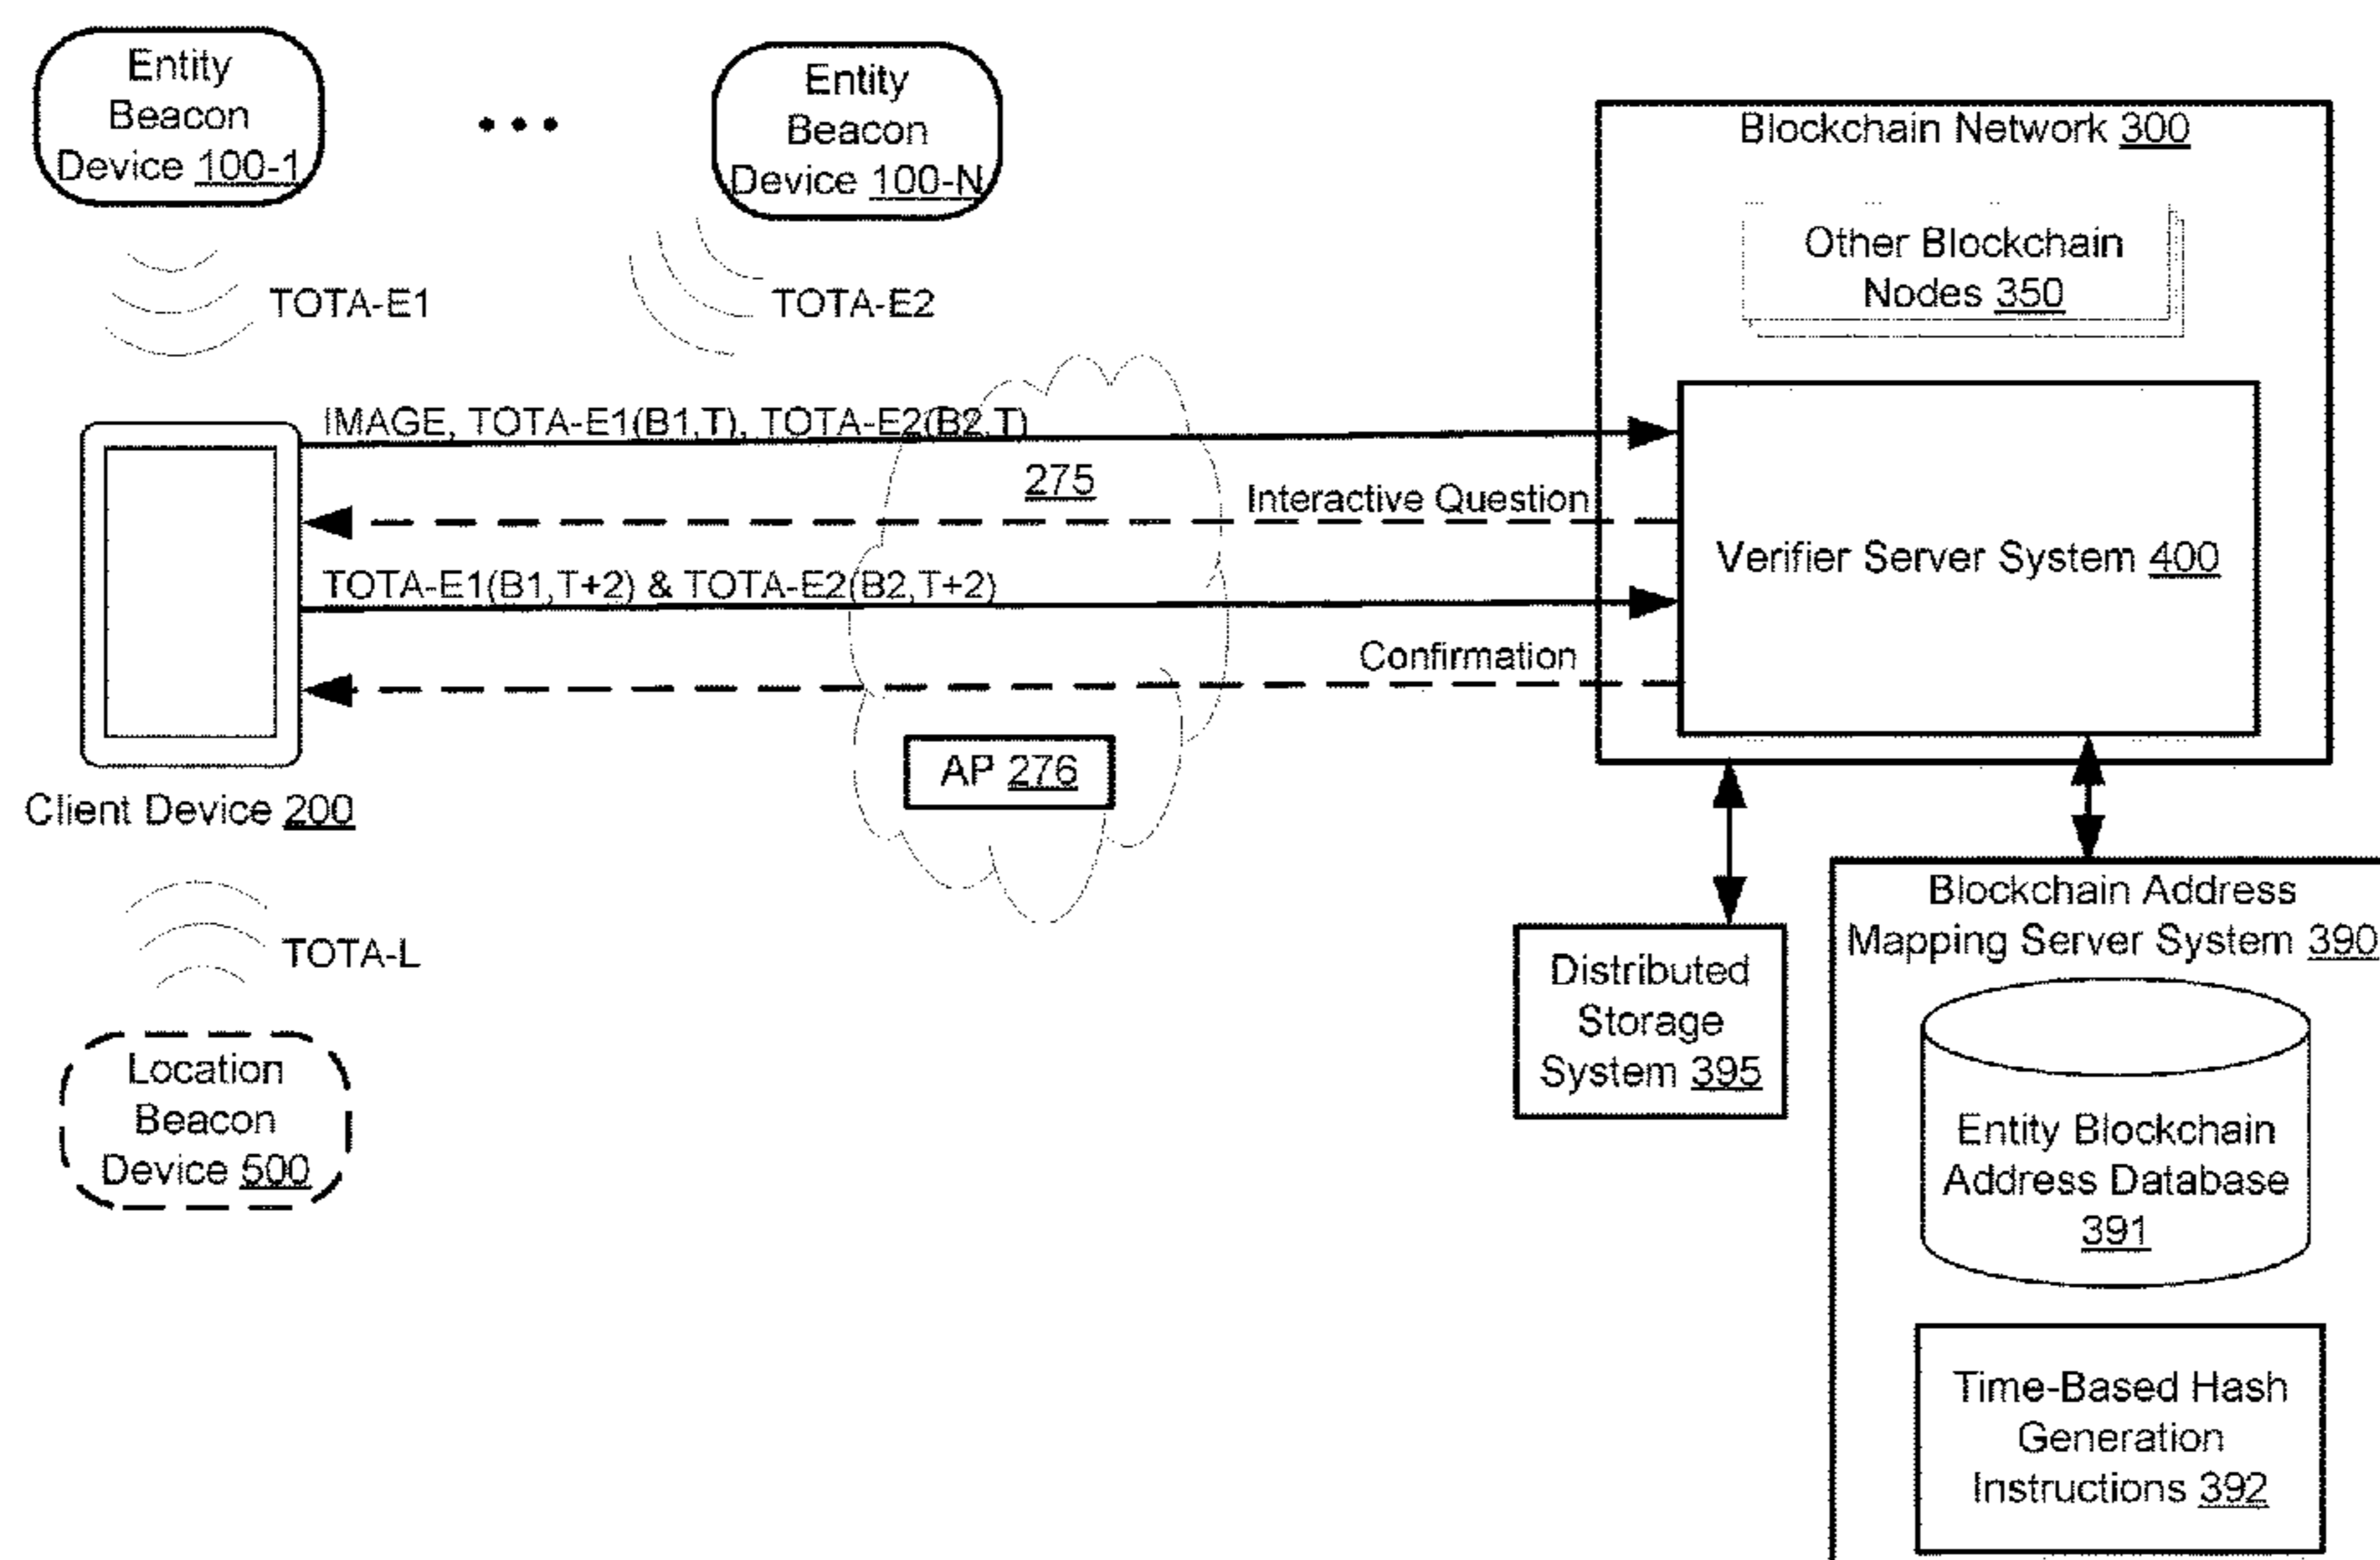 Entity
Beacon
Device 100-1
• • •
Entity
Beacon
Device 100-N
TOTA-E1
TOTA-E2
Blockchain Network 300
Other Blockchain
Nodes 350
IMAGE, TOTA-E1(B1,T), TOTA-E2(B2,T)
275
Interactive Question
TOTA-E1(B1,T+2) & TOTA-E2(B2,T+2)
Confirmation
Verifier Server System 400
AP 276
Client Device 200
TOTA-L
Location
Beacon
Device 500
Distributed
Storage
System 395
Blockchain Address
Mapping Server System 390
Entity Blockchain
Address Database
391
Time-Based Hash
Generation
Instructions 392